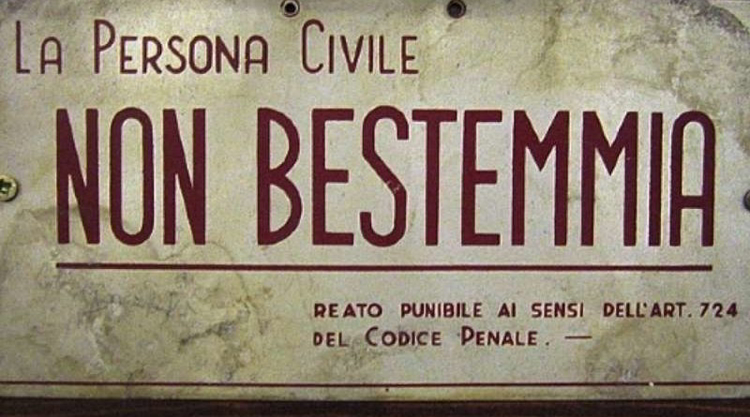 La Persona Civile
NON BESTEMMIA
REATO PUNIBILE AI SENSI DELL'ART. 724
DEL CODICE PENALE. —